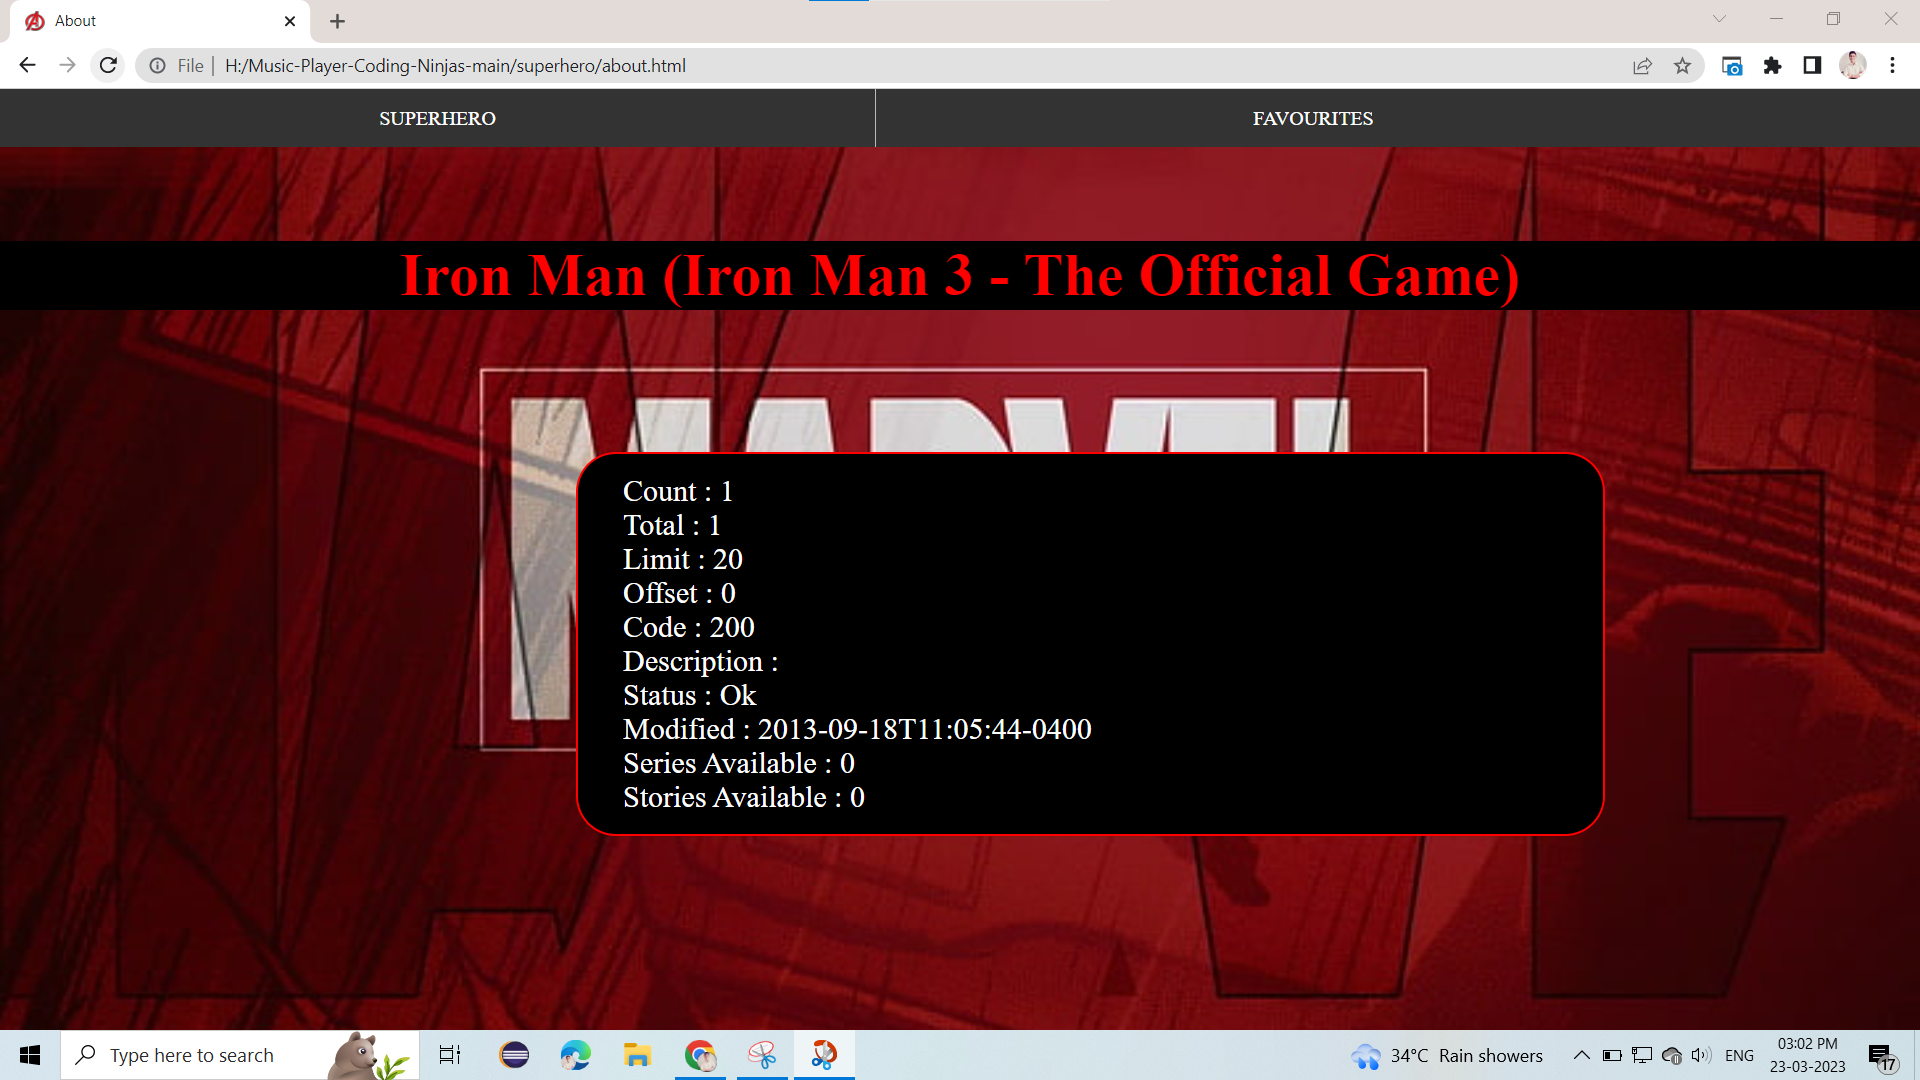 About
File
H:/Music-Player-Coding-Ninjas-main/superhero/about.html
SUPERHERO
FAVOURITES
Iron Man (Iron Man 3 - The Official Game)
Count : 1
Total : 1
Limit : 20
Offset : 0
Code : 200
Description :
Status : Ok
Modified : 2013-09-18T11:05:44-0400
Series Available : 0
Stories Available : 0
Type here to search
34°C Rain showers
ENG
03:02 PM
23-03-2023
17